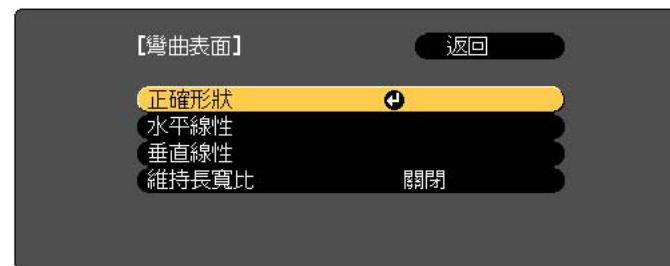 【彎曲表面】 返回
正確形狀
水平線性
垂直線性
維持長寬比 關閉